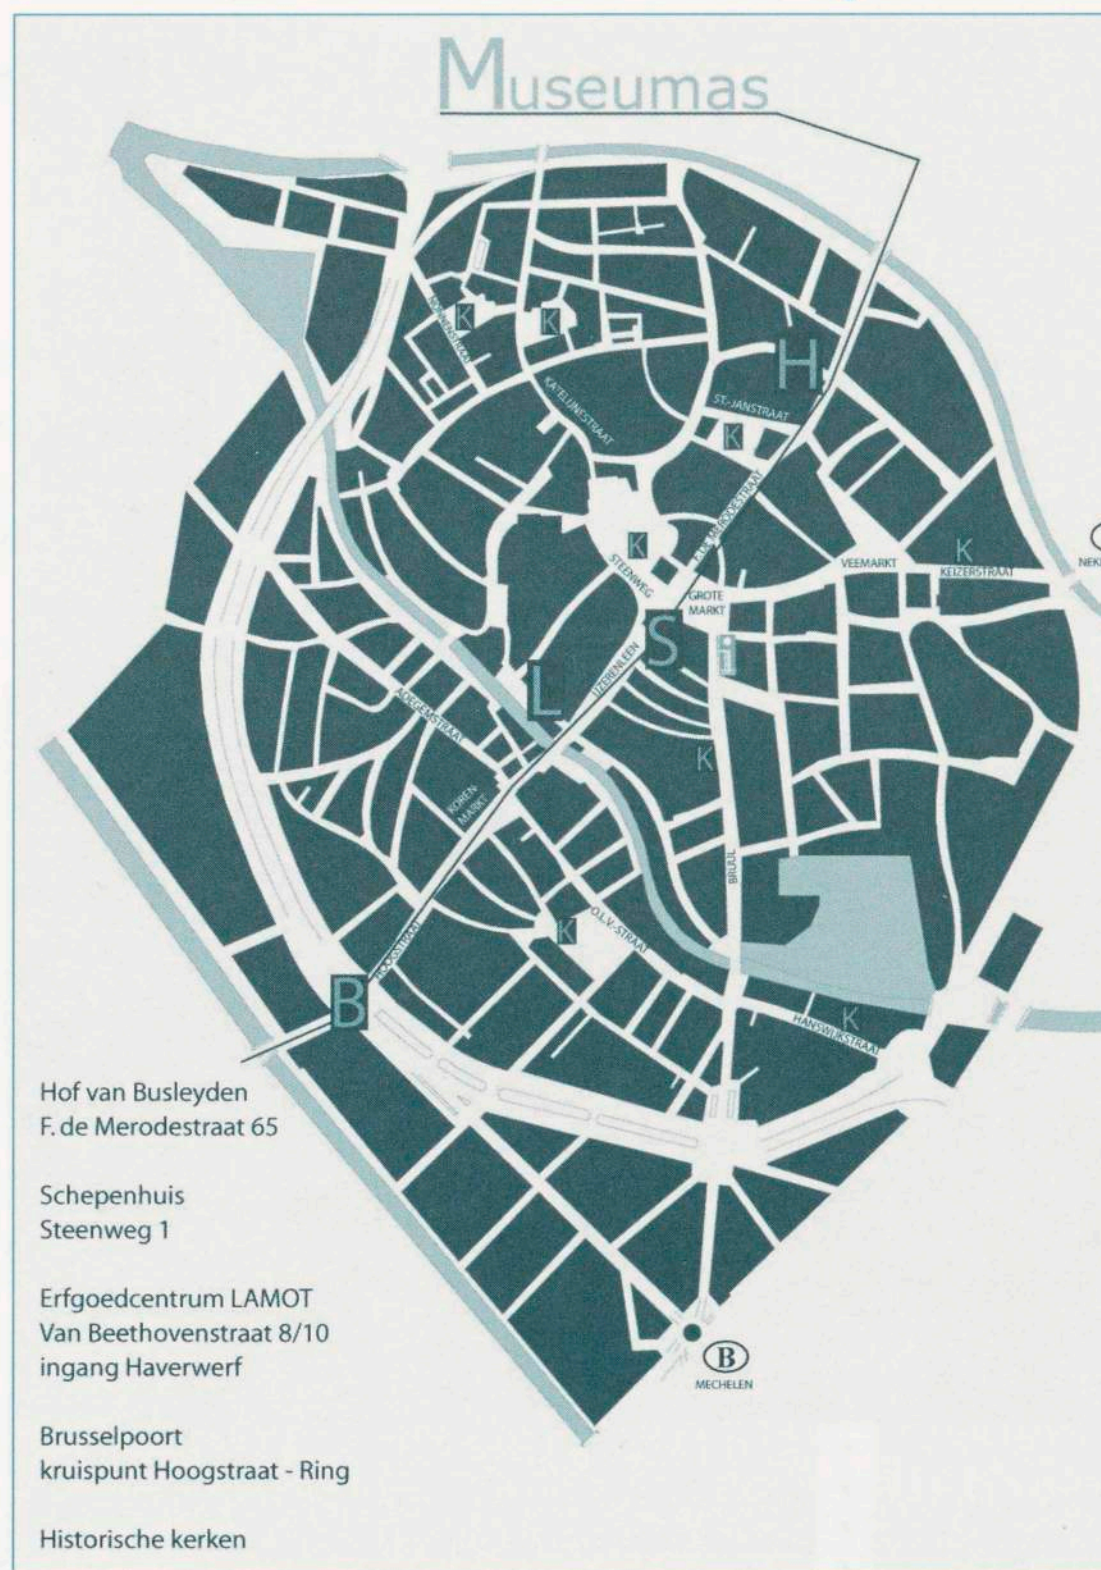 Museumas
K
K
MOLENSTRAAT
KATELIJNESTRAAT
H
ST.-JANSTRAAT
K
F. DE MERODESTRAAT
K
STEENWEG
VEEMARKT
K
KEIZERSTRAAT
GROTE
MARKT
S
IJZERENLEEN
L
ADEGEMSTRAAT
K
KOREN
MARKT
BRUUL
O.L.V.-STRAAT
K
HOOGSTRAAT
B
K
HANSWIJKSTRAAT
Hof van Busleyden
F. de Merodestraat 65
Schepenhuis
Steenweg 1
Erfgoedcentrum LAMOT
Van Beethovenstraat 8/10
ingang Haverwerf
B
MECHELEN
Brusselpoort
kruispunt Hoogstraat - Ring
Historische kerken